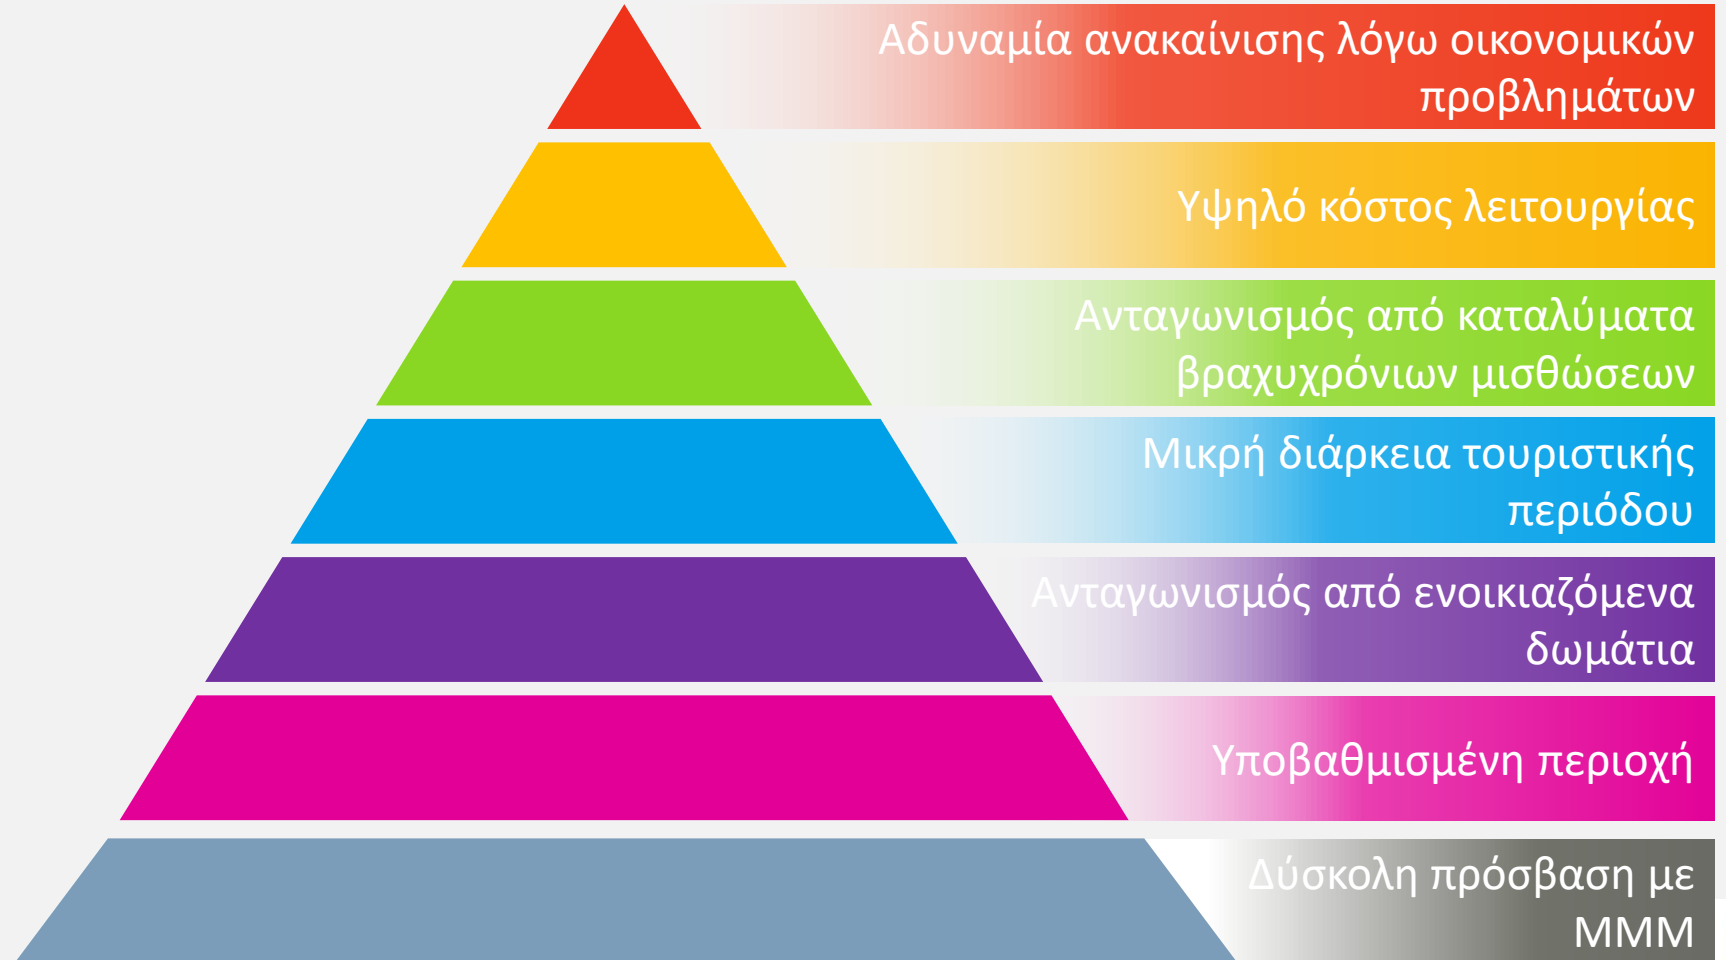 Αδυναμία ανακαίνισης λόγω οικονομικών
προβλημάτων
Υψηλό κόστος λειτουργίας
Ανταγωνισμός από καταλύματα
βραχυχρόνιων μισθώσεων
Μικρή διάρκεια τουριστικής
περιόδου
Ανταγωνισμός από ενοικιαζόμενα
δωμάτια
Υποβαθμισμένη περιοχή
Δύσκολη πρόσβαση με
ΜΜΜ